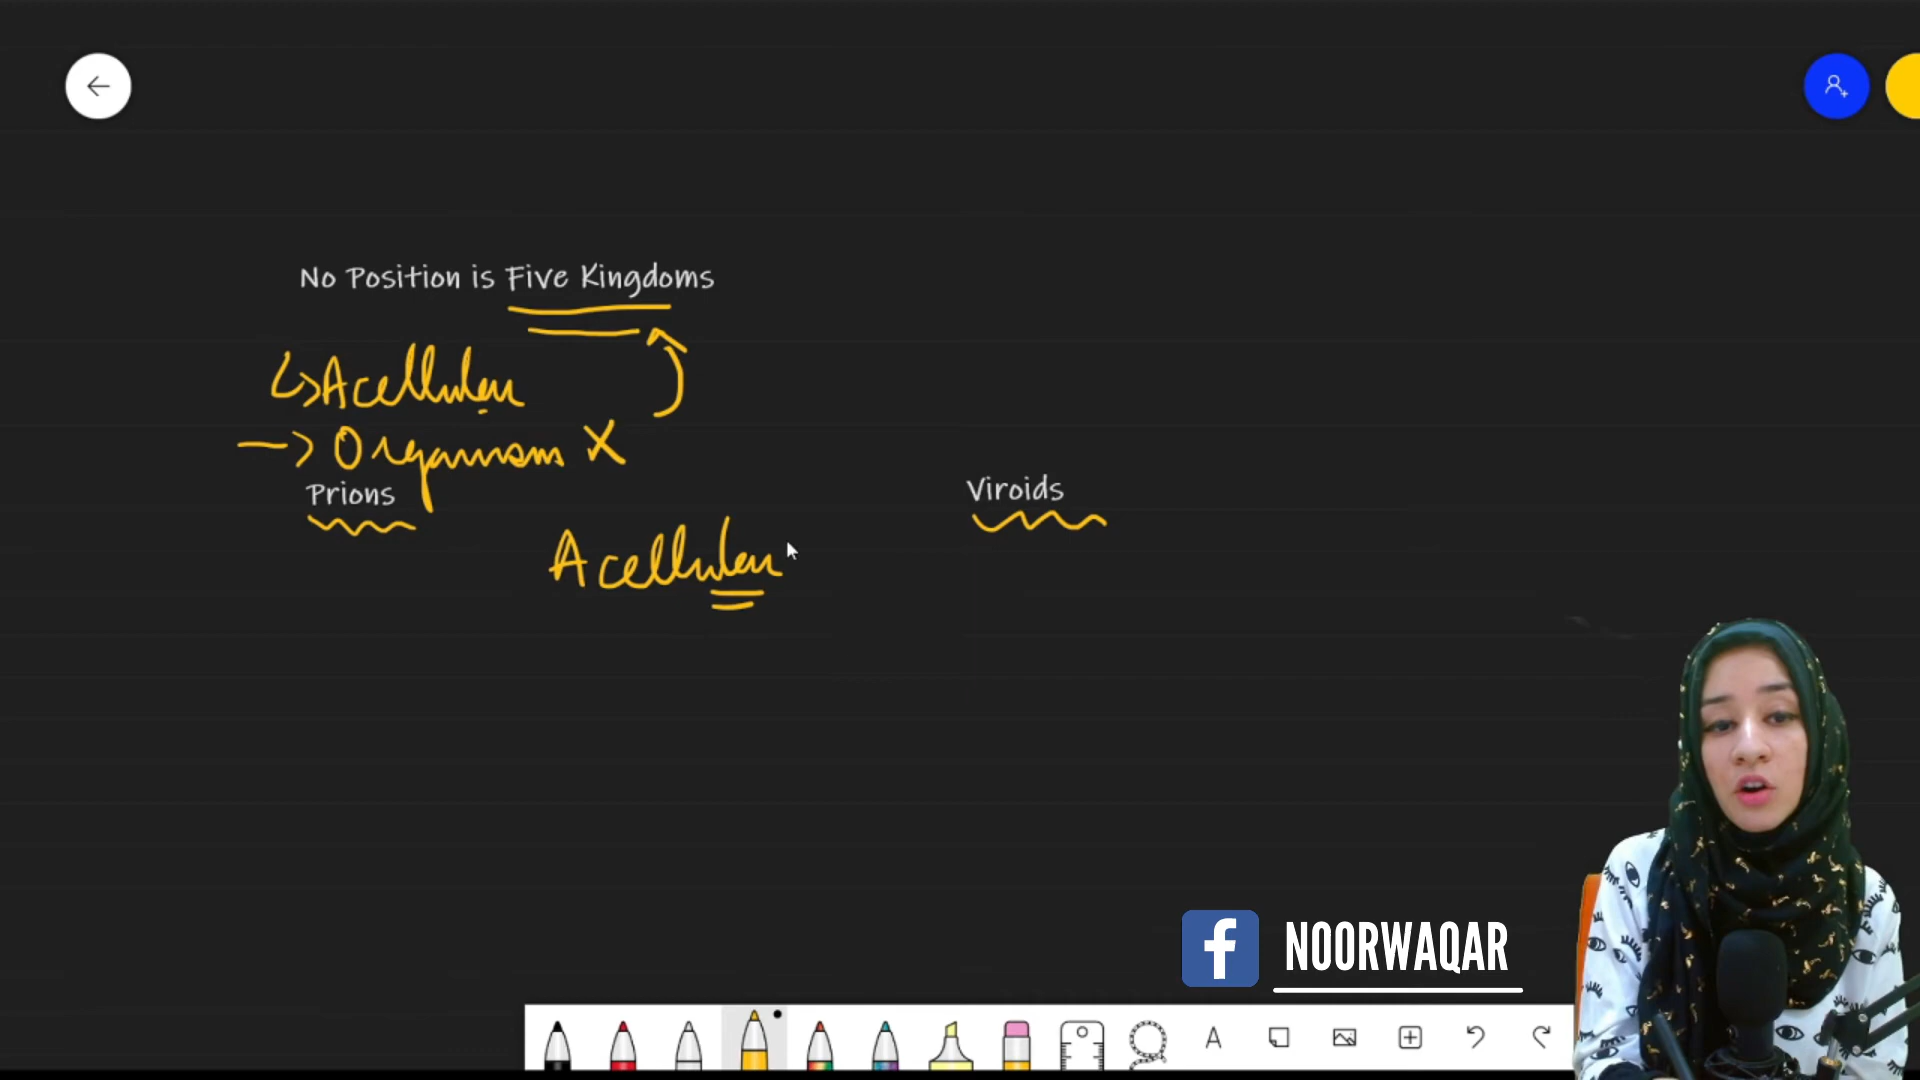 No Position is Five Kingdoms
Acellular
Organism X
Prions
Viroids
Acellular
f NOORWAQAR
A